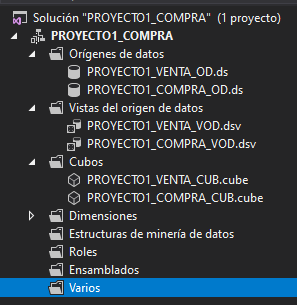 Solución "PROYECTO1_COMPRA" (1 proyecto)
PROYECTO1_COMPRA
Orígenes de datos
PROYECTO1_VENTA_OD.ds
PROYECTO1_COMPRA_OD.ds
Vistas del origen de datos
PROYECTO1_VENTA_VOD.dsv
PROYECTO1_COMPRA_VOD.dsv
Cubos
PROYECTO1_VENTA_CUB.cube
PROYECTO1_COMPRA_CUB.cube
Dimensiones
Estructuras de minería de datos
Roles
Ensamblados
Varios